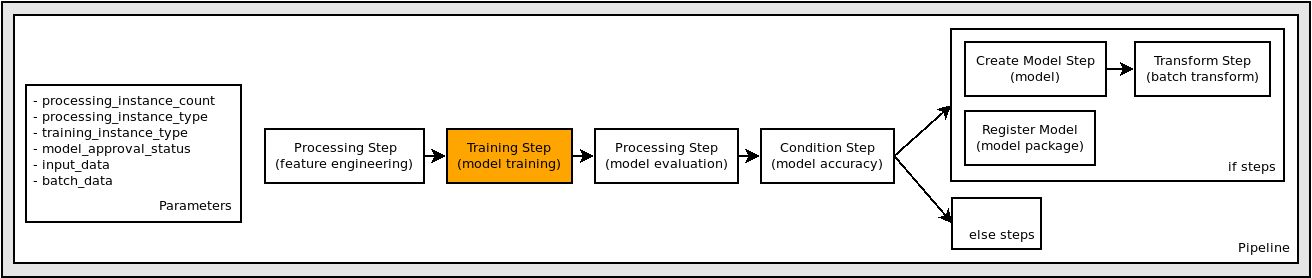 - processing_instance_count
- processing_instance_type
- training_instance_type
- model_approval_status
- input_data
- batch_data
Parameters
Processing Step
(feature engineering)
Training Step
(model training)
Processing Step
(model evaluation)
Condition Step
(model accuracy)
Create Model Step
(model)
Transform Step
(batch transform)
Register Model
(model package)
if steps
else steps
Pipeline